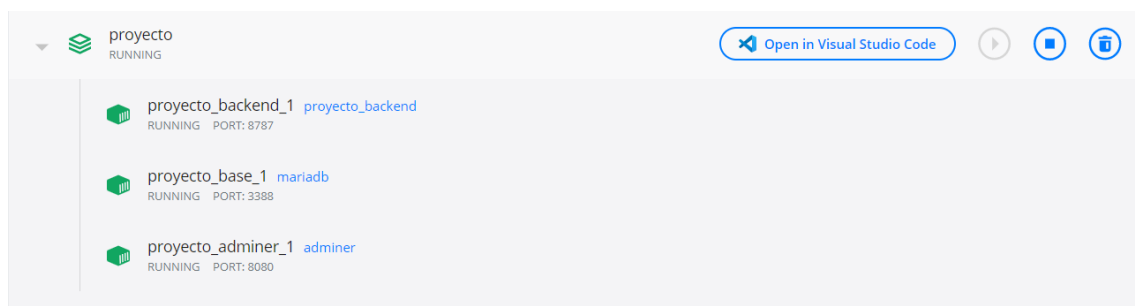 proyecto
RUNNING
Open in Visual Studio Code
proyecto_backend_1 proyecto_backend
RUNNING PORT: 8787
proyecto_base_1 mariadb
RUNNING PORT: 3388
proyecto_adminer_1 adminer
RUNNING PORT: 8080